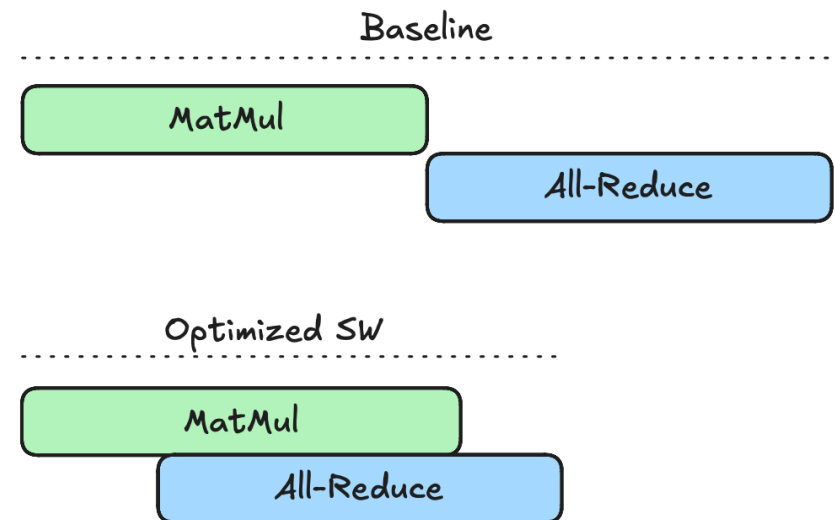 Baseline
MatMul
All-Reduce
Optimized SW
MatMul
All-Reduce